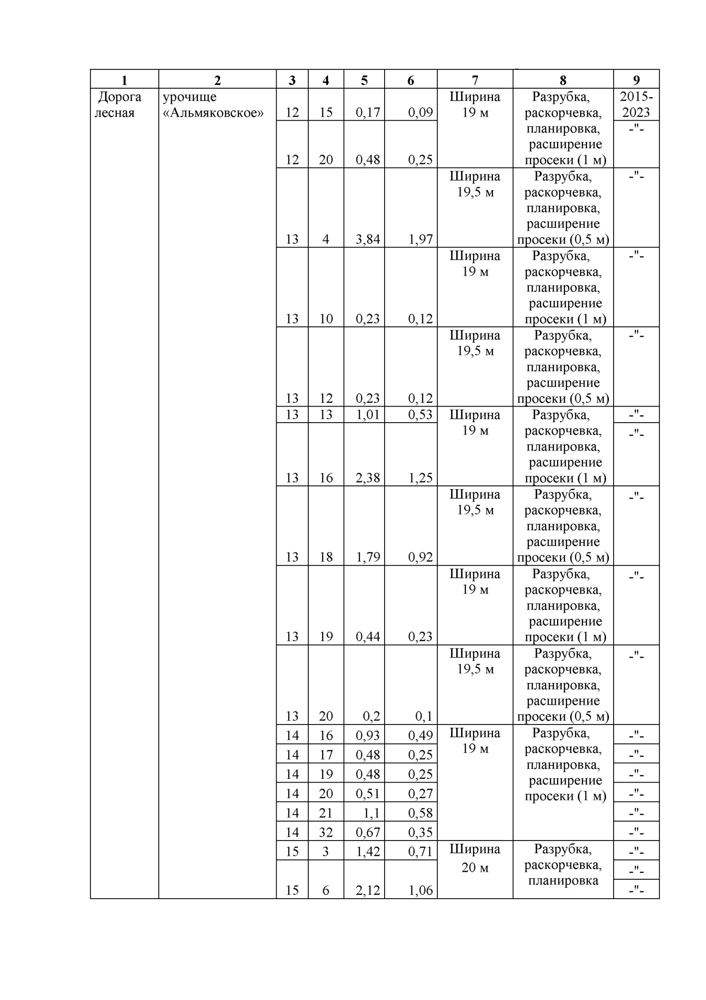 1 2 3 4 5 6 7 8 9
Дорога урочище Ширина Разрубка, 2015-
лесная «Альмяковское» 12 15 0,17 0,09 19 м раскорчевка, 2023
планировка, -"-
расширение
12 20 0,48 0,25 просеки (1 м)
Ширина Разрубка, -"-
19,5 м раскорчевка,
планировка,
расширение
13 4 3,84 1,97 просеки (0,5 м)
Ширина Разрубка, -"-
19 м раскорчевка,
планировка,
расширение
13 10 0,23 0,12 просеки (1 м)
Ширина Разрубка, -"-
19,5 м раскорчевка,
планировка,
расширение
13 12 0,23 0,12 просеки (0,5 м)
13 13 1,01 0,53 Ширина Разрубка, -"-
19 м раскорчевка, -"-
планировка,
расширение
13 16 2,38 1,25 просеки (1 м)
Ширина Разрубка, -"-
19,5 м раскорчевка,
планировка,
расширение
13 18 1,79 0,92 просеки (0,5 м)
Ширина Разрубка, -"-
19 м раскорчевка,
планировка,
расширение
13 19 0,44 0,23 просеки (1 м)
Ширина Разрубка, -"-
19,5 м раскорчевка,
планировка,
расширение
13 20 0,2 0,1 просеки (0,5 м)
14 16 0,93 0,49 Ширина Разрубка, -"-
14 17 0,48 0,25 19 м раскорчевка, -"-
14 19 0,48 0,25 планировка, -"-
расширение
14 20 0,51 0,27 просеки (1 м) -"-
14 21 1,1 0,58 -"-
14 32 0,67 0,35 -"-
15 3 1,42 0,71 Ширина Разрубка, -"-
20 м раскорчевка, -"-
планировка
15 6 2,12 1,06 -"-